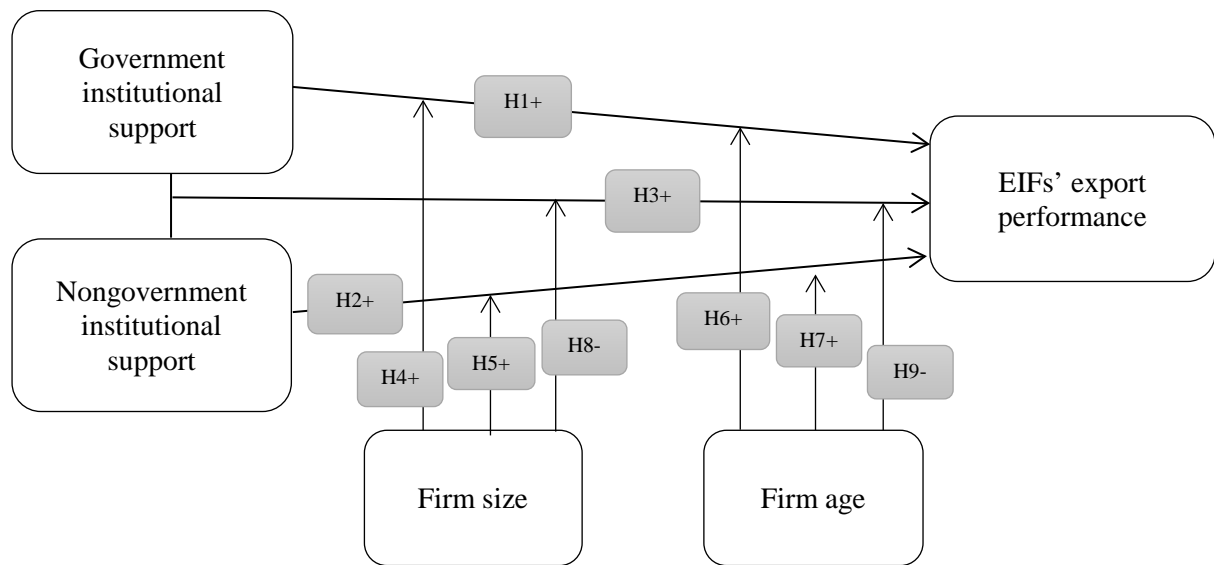 Government
institutional
support
H1+
EIFs’ export
performance
H3+
Nongovernment
institutional
support
H2+
H4+
H5+
H8-
H6+
H7+
H9-
Firm size
Firm age